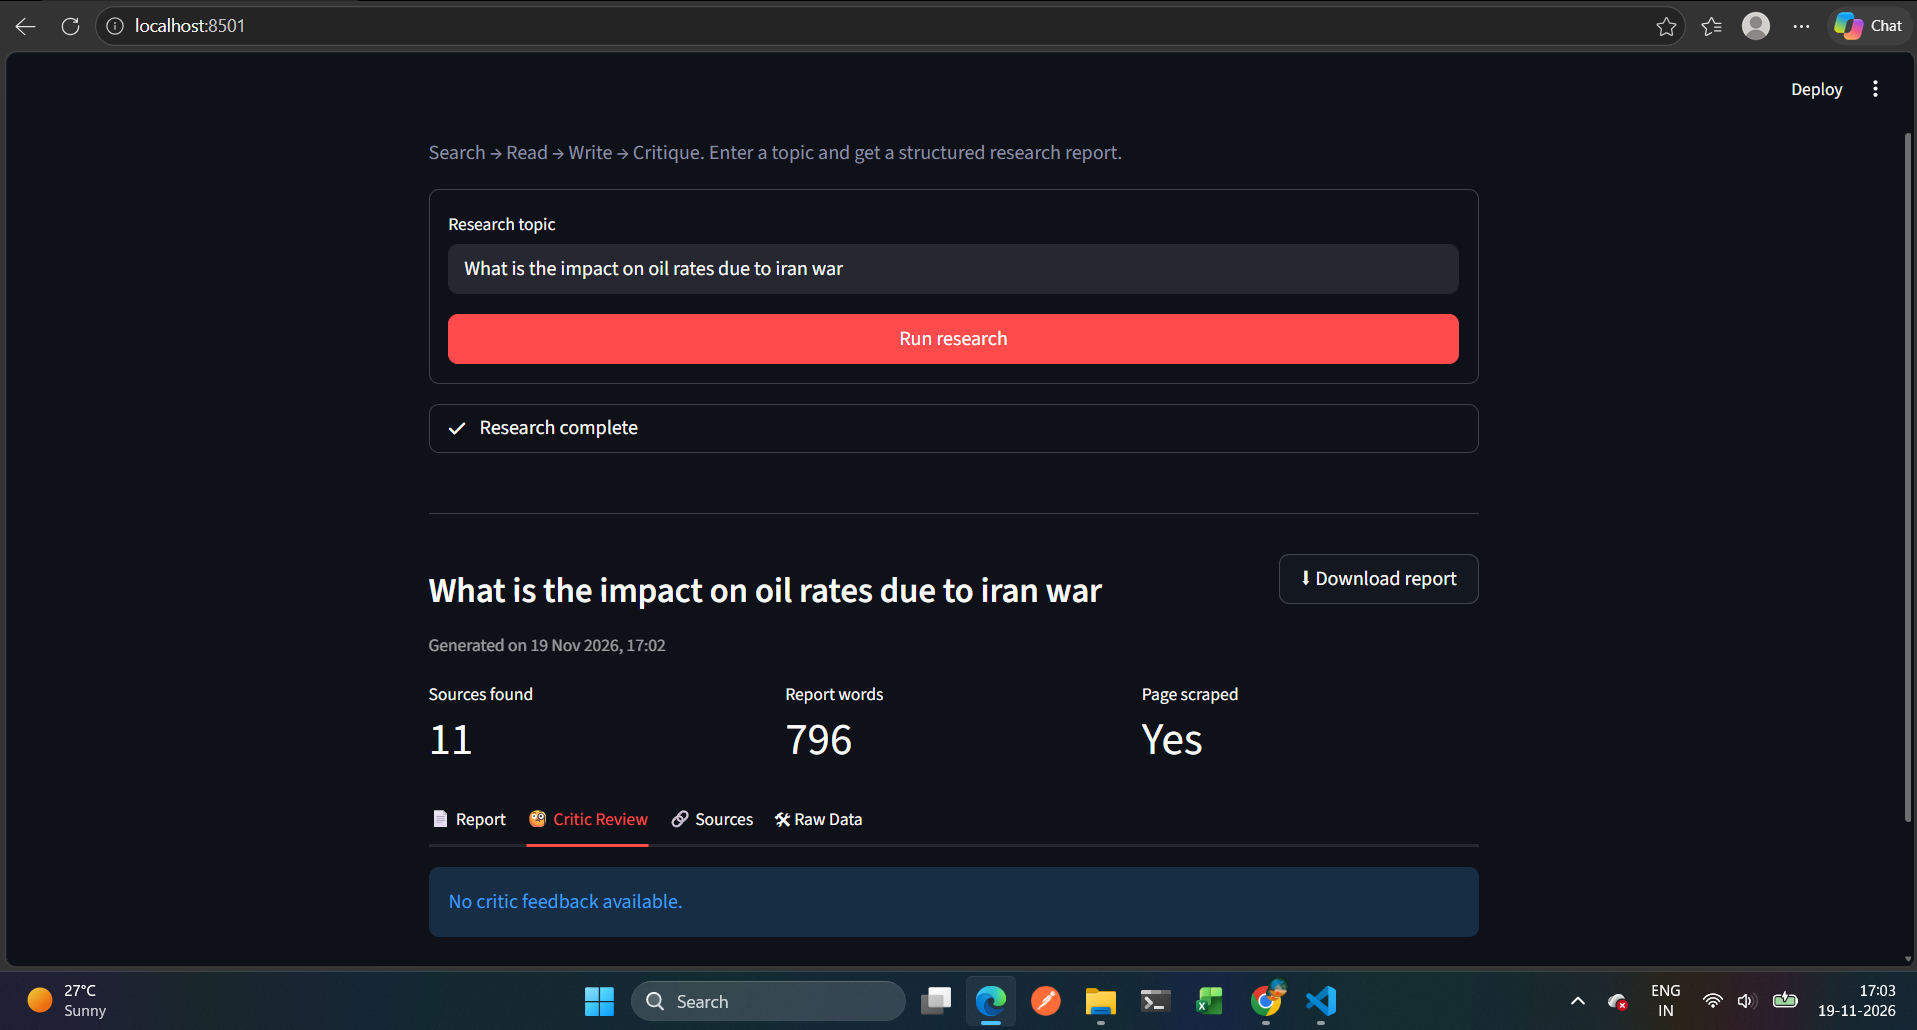 localhost:8501
Chat
Deploy
Search → Read → Write → Critique. Enter a topic and get a structured research report.
Research topic
What is the impact on oil rates due to iran war
Run research
Research complete
What is the impact on oil rates due to iran war
⬇ Download report
Generated on 19 Nov 2026, 17:02
Sources found
11
Report words
796
Page scraped
Yes
Report
Critic Review
Sources
Raw Data
No critic feedback available.
27°C
Sunny
Search
ENG
IN
17:03
19-11-2026